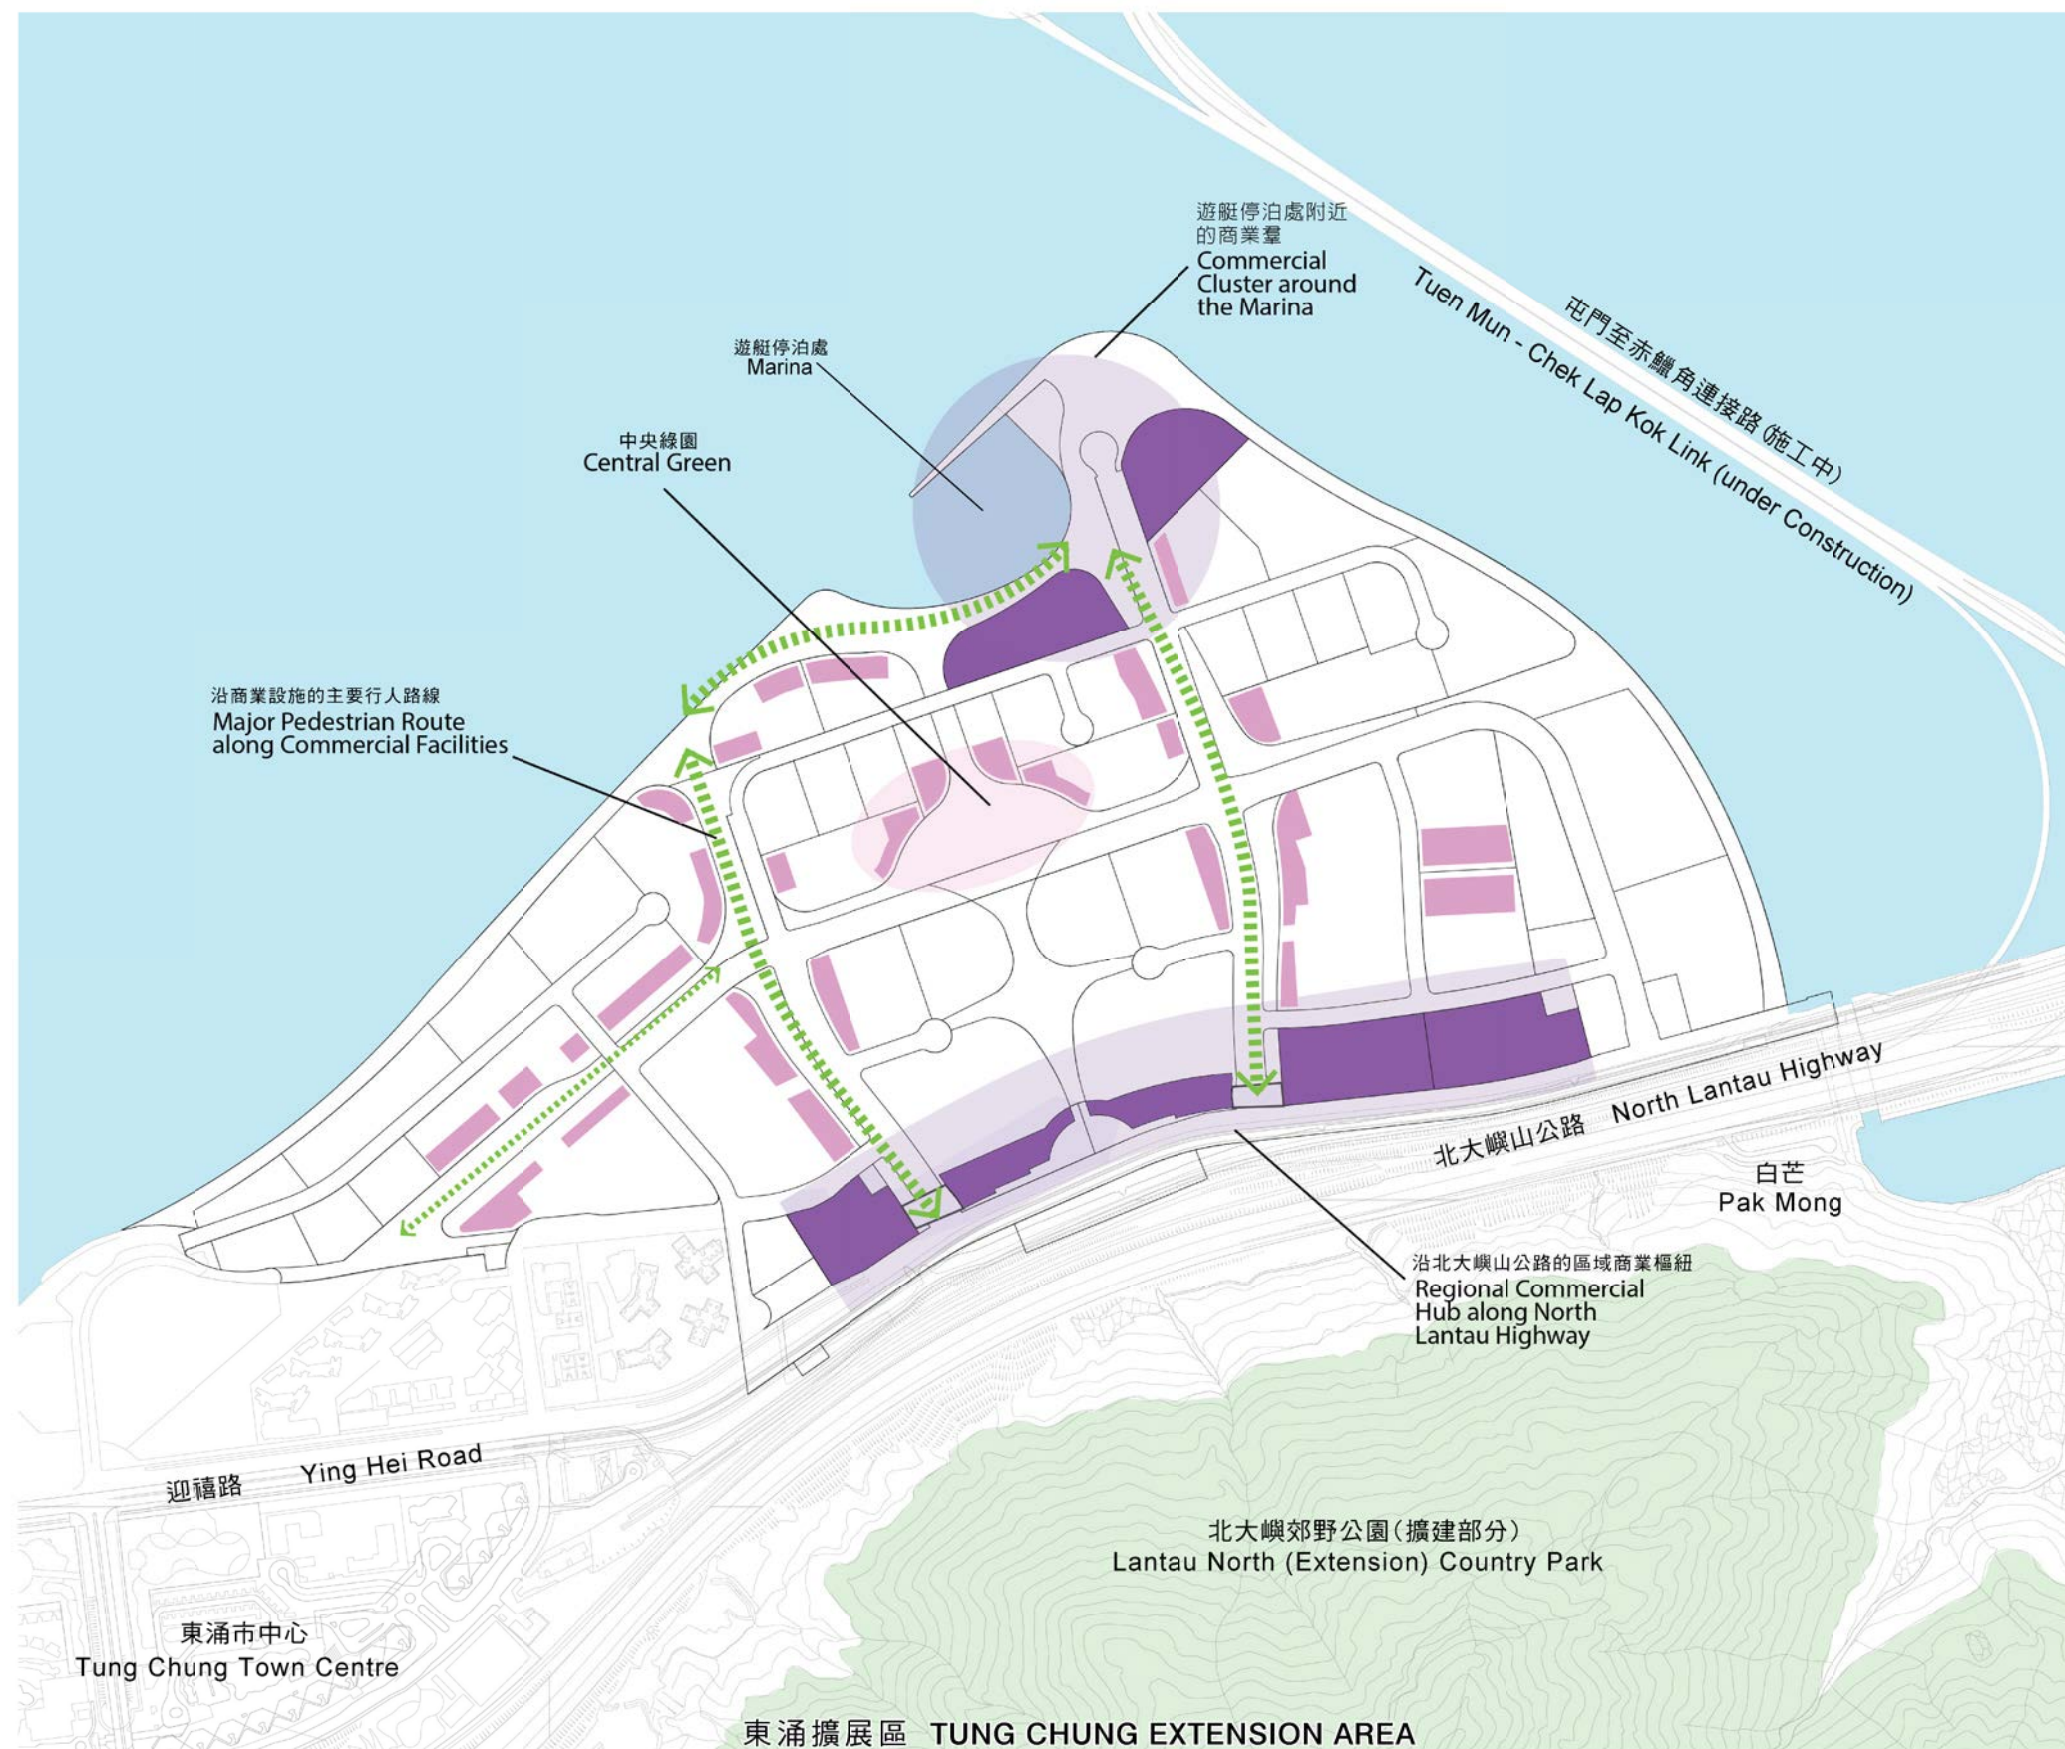 遊艇停泊處附近
的商業羣
Commercial
Cluster around
the Marina
屯門至赤鱲角連接路(施工中)
Tuen Mun - Chek Lap Kok Link (under Construction)
遊艇停泊處
Marina
中央綠園
Central Green
沿商業設施的主要行人路線
Major Pedestrian Route
along Commercial Facilities
北大嶼山公路 North Lantau Highway
白芒
Pak Mong
沿北大嶼山公路的區域商業樞紐
Regional Commercial
Hub along North
Lantau Highway
迎禧路 Ying Hei Road
北大嶼郊野公園(擴建部分)
Lantau North (Extension) Country Park
東涌市中心
Tung Chung Town Centre
東涌擴展區 TUNG CHUNG EXTENSION AREA